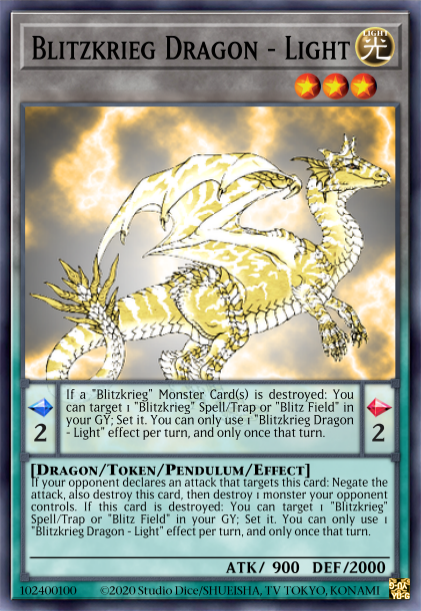 Blitzkrieg Dragon - Light
LIGHT
光
If a "Blitzkrieg" Monster Card(s) is destroyed: You
can target 1 "Blitzkrieg" Spell/Trap or "Blitz Field" in
your GY; Set it. You can only use 1 "Blitzkrieg Dragon
- Light" effect per turn, and only once that turn.
2
2
[Dragon/Token/Pendulum/Effect]
If your opponent declares an attack that targets this card: Negate the
attack, also destroy this card, then destroy 1 monster your opponent
controls. If this card is destroyed: You can target 1 "Blitzkrieg"
Spell/Trap or "Blitz Field" in your GY; Set it. You can only use 1
"Blitzkrieg Dragon - Light" effect per turn, and only once that turn.
ATK/ 900 DEF/2000
102400100 ©2020 Studio Dice/SHUEISHA, TV TOKYO, KONAMI